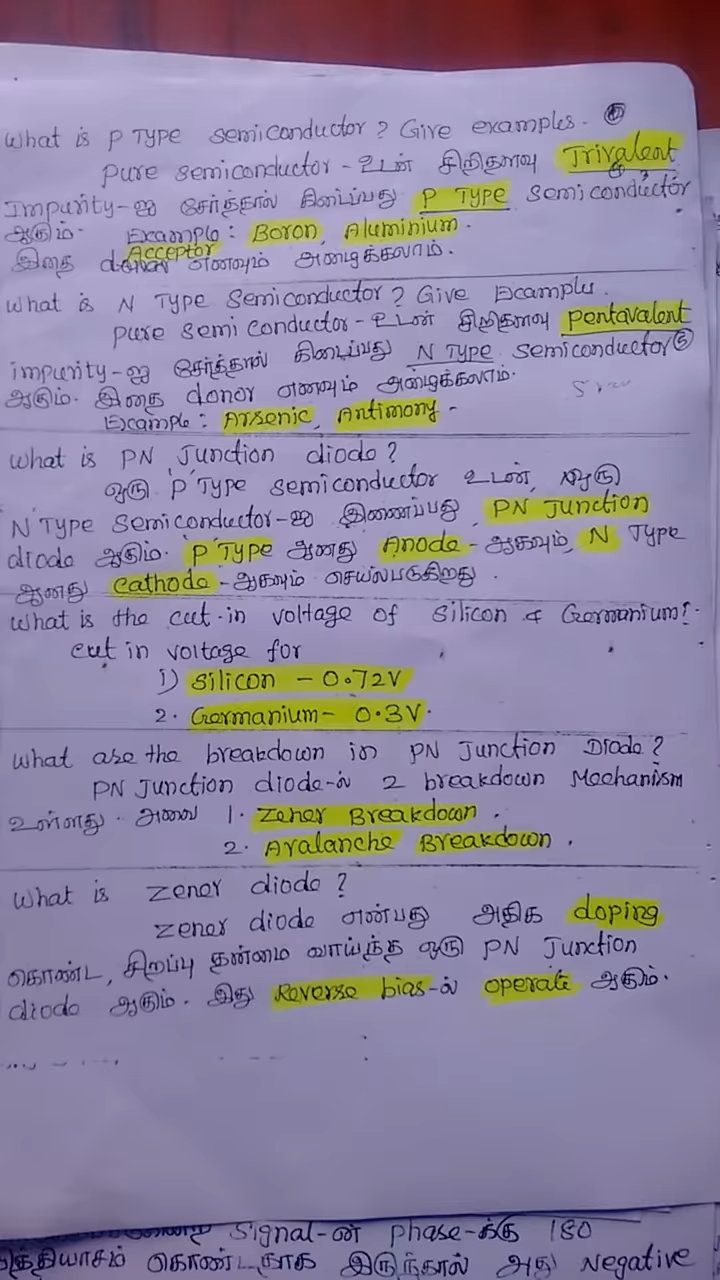 What is P Type semiconductor? Give examples.
Pure semiconductor-உடன் சிறிதளவு Trivalent
Impurity-ஐ சேர்த்தால் கிடைப்பது P Type semiconductor
ஆகும். Example: Boron, Aluminium.
Acceptor
இதை எனவும் அழைக்கலாம்.
What is N Type semiconductor? Give Example.
Pure semi conductor-உடன் சிறிதளவு Pentavalent
impurity-ஐ சேர்த்தால் கிடைப்பது N Type semiconductor 5
ஆகும். இதை donor எனவும் அழைக்கலாம்.
Example: Arsenic, Antimony.
What is PN Junction diode?
ஒரு 'P' Type semiconductor உடன், ஒரு
'N' Type semiconductor-ஐ இணைப்பது PN Junction
diode ஆகும். 'P' Type ஆனது Anode-ஆகவும், N Type
ஆனது cathode-ஆகவும் செயல்படுகிறது.
What is the cut-in voltage of Silicon & Germanium?
cut in voltage for
1) Silicon - 0.72V
2. Germanium - 0.3V.
What are the breakdown in PN Junction Diode?
PN Junction diode-ல் 2 breakdown Mechanism
உள்ளது. அவை 1. Zener Breakdown.
2. Avalanche Breakdown.
What is zener diode?
zener diode என்பது அதிக doping
கொண்ட, சிறப்பு தன்மை வாய்ந்த ஒரு PN Junction
diode ஆகும். இது Reverse bias-ல் operate ஆகும்.
Signal-ன் phase-க்கு 180
வித்தியாசம் கொண்டதாக இருந்தால் அது Negative